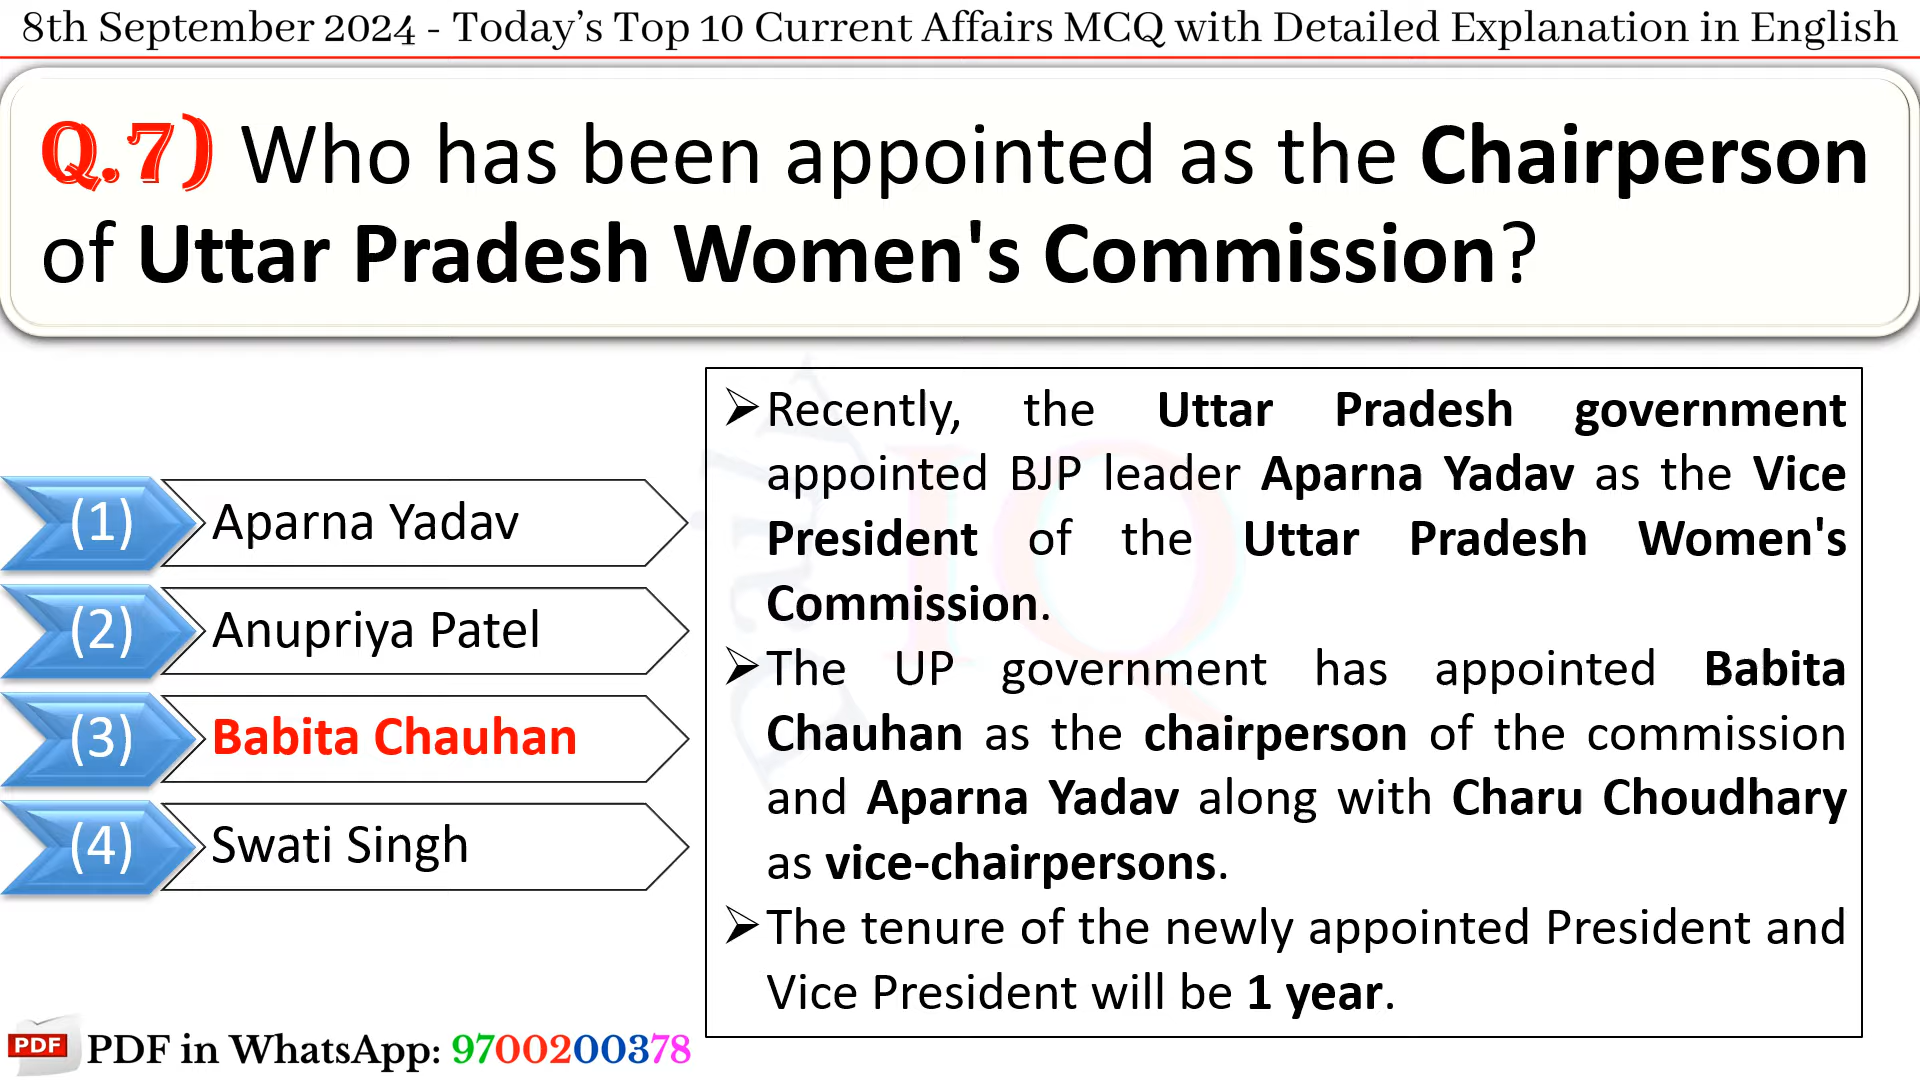 8th September 2024 - Today’s Top 10 Current Affairs MCQ with Detailed Explanation in English
Q.7) Who has been appointed as the Chairperson
of Uttar Pradesh Women's Commission?
(1) Aparna Yadav
(2) Anupriya Patel
(3) Babita Chauhan
(4) Swati Singh
➢Recently, the Uttar Pradesh government
appointed BJP leader Aparna Yadav as the Vice
President of the Uttar Pradesh Women's
Commission.
➢The UP government has appointed Babita
Chauhan as the chairperson of the commission
and Aparna Yadav along with Charu Choudhary
as vice-chairpersons.
➢The tenure of the newly appointed President and
Vice President will be 1 year.
PDF PDF in WhatsApp: 9700200378
IQ